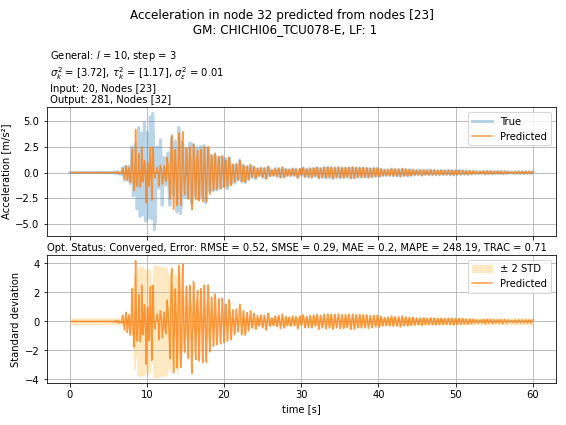 Acceleration in node 32 predicted from nodes [23]
GM: CHICHI06_TCU078-E, LF: 1
General: l = 10, step = 3
σ²ₖ = [3.72], τ²ₖ = [1.17], σ²ε = 0.01
Input: 20, Nodes [23]
Output: 281, Nodes [32]
True
Predicted
Acceleration [m/s²]
5.0
2.5
0.0
−2.5
−5.0
Opt. Status: Converged, Error: RMSE = 0.52, SMSE = 0.29, MAE = 0.2, MAPE = 248.19, TRAC = 0.71
± 2 STD
Predicted
Standard deviation
4
2
0
−2
−4
0 10 20 30 40 50 60
time [s]